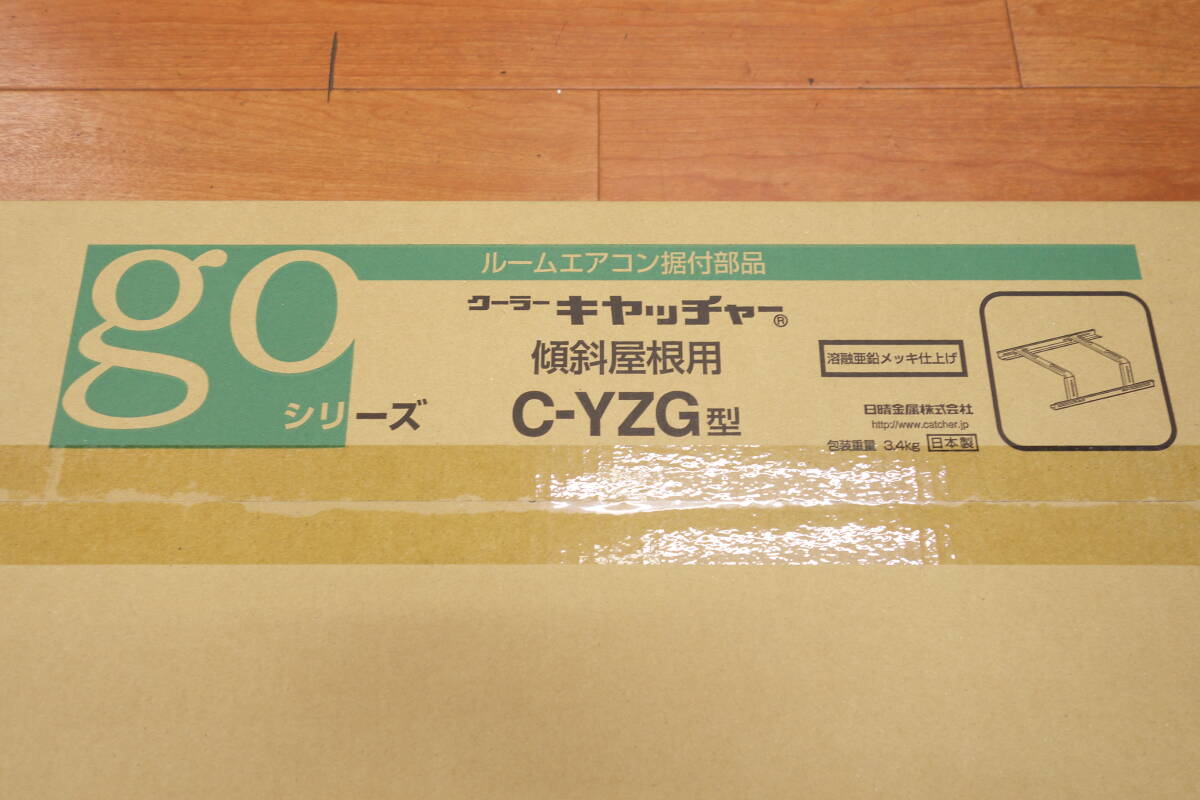 go
シリーズ
ルームエアコン据付部品
クーラーキャッチャー®
傾斜屋根用
C-YZG型
溶融亜鉛メッキ仕上げ
日晴金属株式会社
http://www.catcher.jp
包装重量 3.4kg 日本製